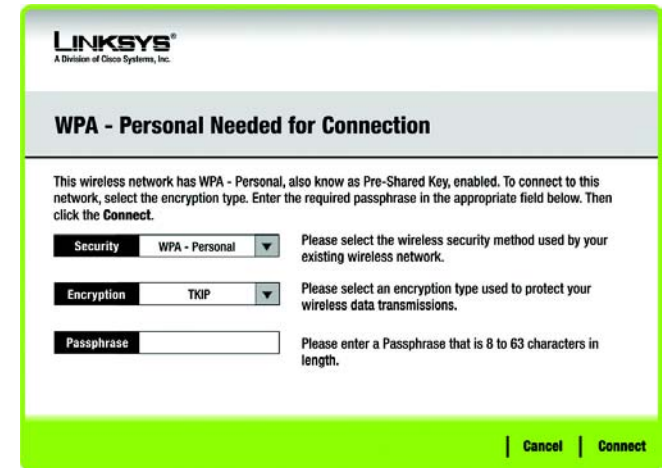 LINKSYS®
A Division of Cisco Systems, Inc.
WPA - Personal Needed for Connection
This wireless network has WPA - Personal, also know as Pre-Shared Key, enabled. To connect to this
network, select the encryption type. Enter the required passphrase in the appropriate field below. Then
click the Connect.
Security WPA - Personal Please select the wireless security method used by your
existing wireless network.
Encryption TKIP Please select an encryption type used to protect your
wireless data transmissions.
Passphrase Please enter a Passphrase that is 8 to 63 characters in
length.
Cancel Connect